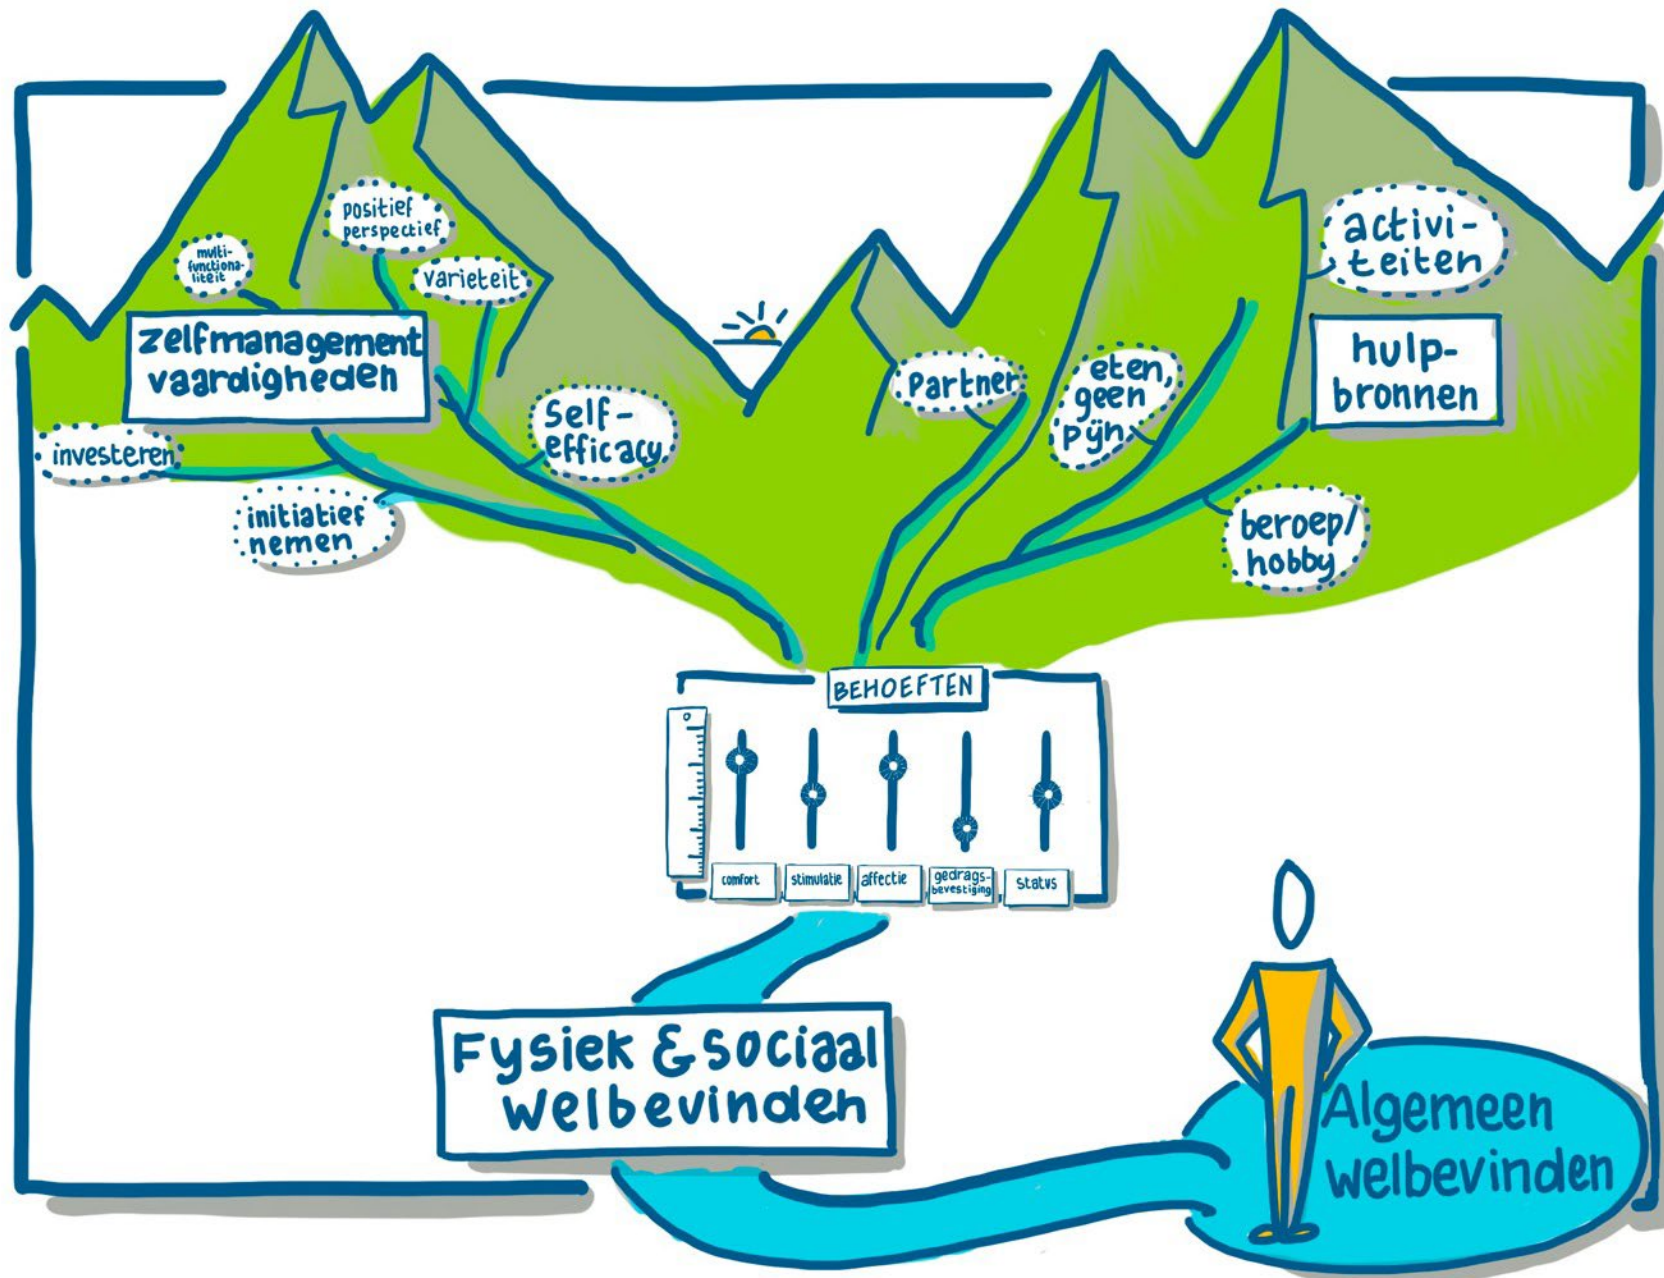 multi-
functiona-
liteit
positief
perspectief
varieteit
zelfmanagement
vaardigheden
investeren
initiatief
nemen
Self-
efficacy
Partner
eten,
geen
pijn
activi-
teiten
hulp-
bronnen
beroep/
hobby
BEHOEFTEN
0
comfort
stimulatie
affectie
gedrags-
bevestiging
status
Fysiek & sociaal
welbevinden
Algemeen
welbevinden